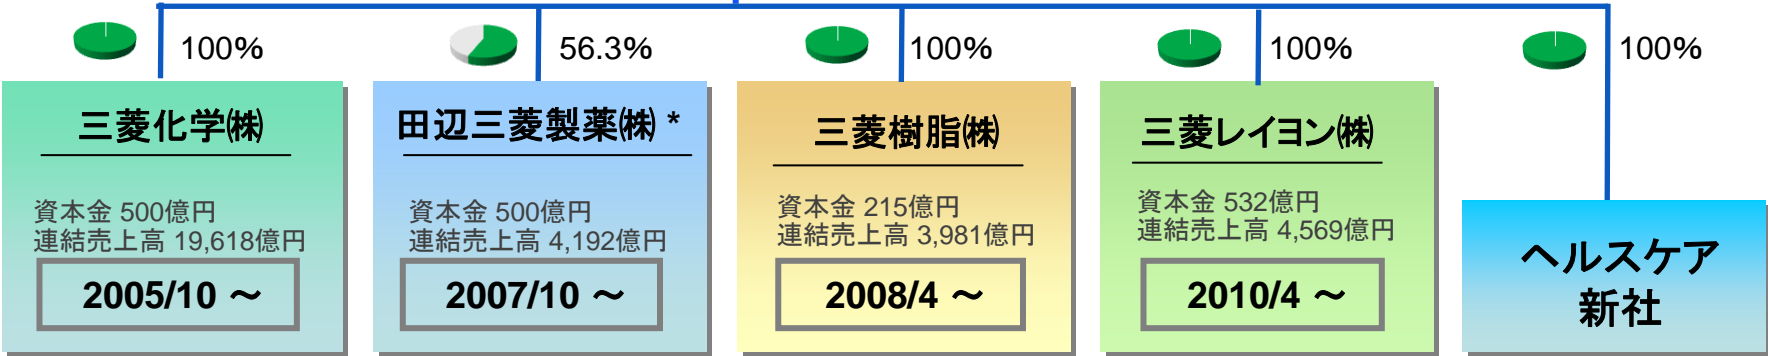 100%
56.3%
100%
100%
100%
三菱化学㈱
資本金 500億円
連結売上高 19,618億円
2005/10 ～
田辺三菱製薬㈱ *
資本金 500億円
連結売上高 4,192億円
2007/10 ～
三菱樹脂㈱
資本金 215億円
連結売上高 3,981億円
2008/4 ～
三菱レイヨン㈱
資本金 532億円
連結売上高 4,569億円
2010/4 ～
ヘルスケア
新社